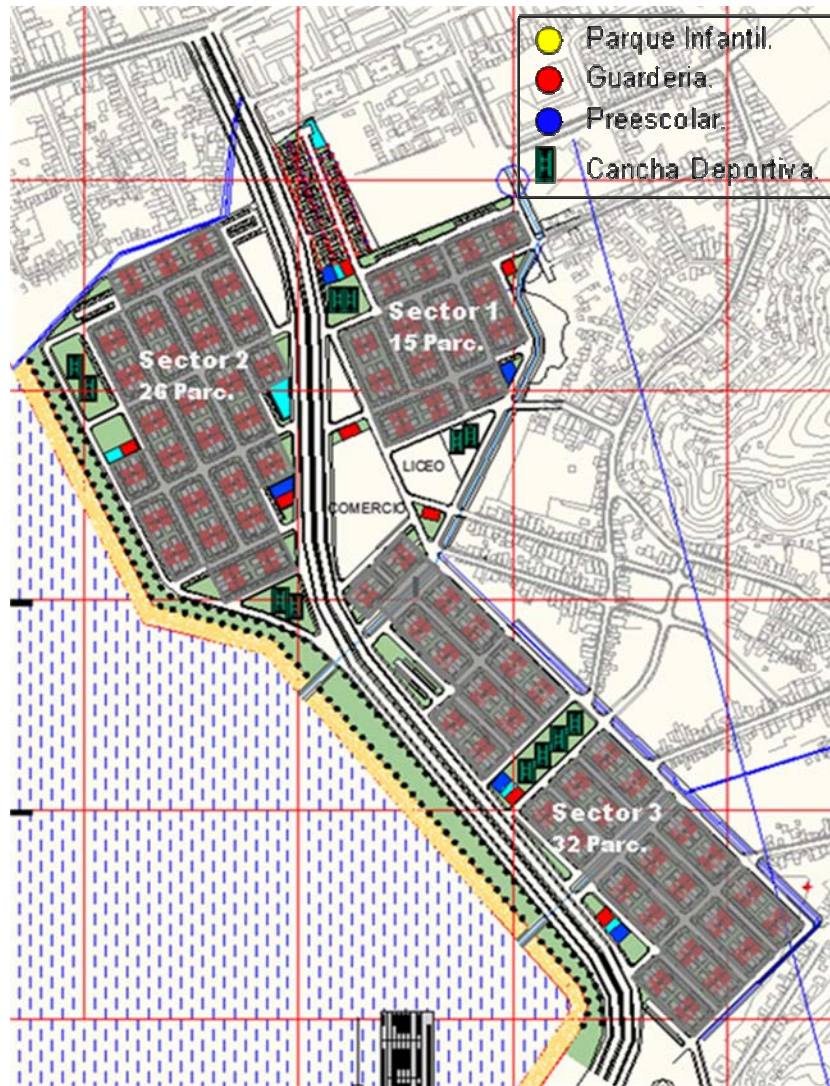 Parque Infantil.
Guarderia.
Preescolar.
Cancha Deportiva.
Sector 1
15 Parc.
Sector 2
26 Parc.
LICEO
COMERCIO
Sector 3
32 Parc.